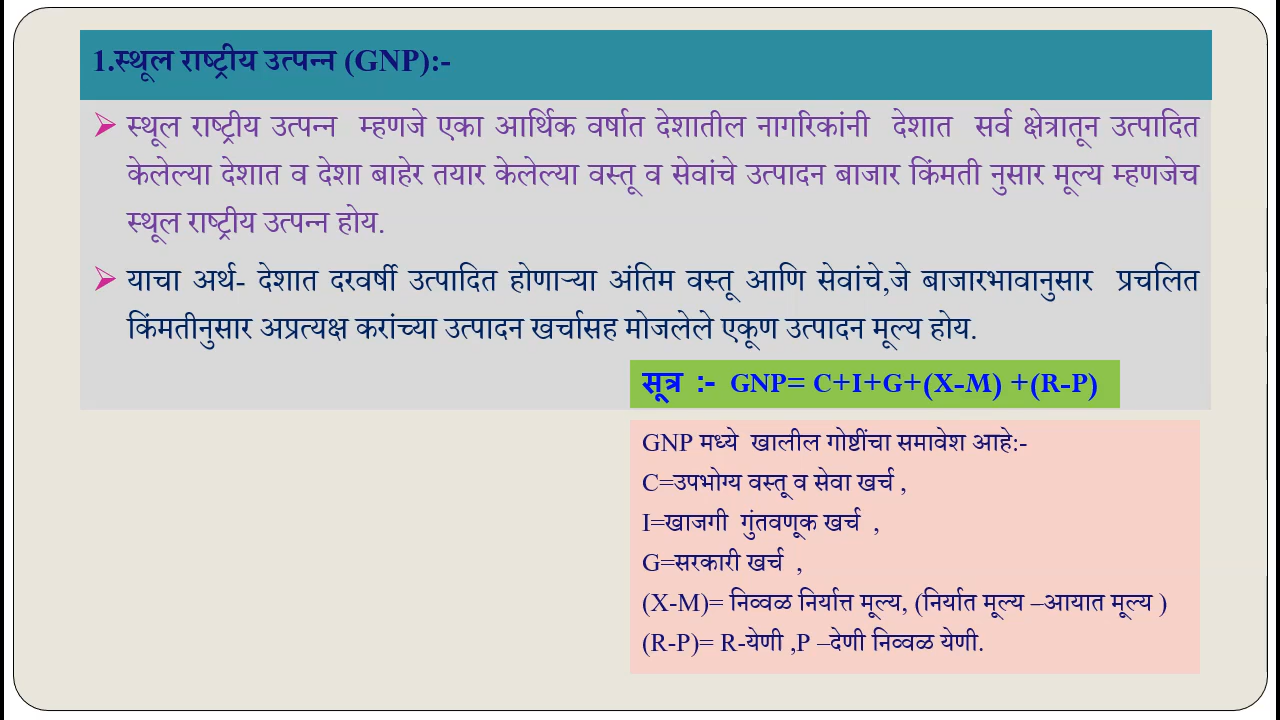 1.स्थूल राष्ट्रीय उत्पन्न (GNP):-
स्थूल राष्ट्रीय उत्पन्न म्हणजे एका आर्थिक वर्षात देशातील नागरिकांनी देशात सर्व क्षेत्रातून उत्पादित
केलेल्या देशात व देशा बाहेर तयार केलेल्या वस्तू व सेवांचे उत्पादन बाजार किंमती नुसार मूल्य म्हणजेच
स्थूल राष्ट्रीय उत्पन्न होय.
याचा अर्थ- देशात दरवर्षी उत्पादित होणाऱ्या अंतिम वस्तू आणि सेवांचे,जे बाजारभावानुसार प्रचलित
किंमतीनुसार अप्रत्यक्ष करांच्या उत्पादन खर्चासह मोजलेले एकूण उत्पादन मूल्य होय.
सूत्र :- GNP= C+I+G+(X-M) +(R-P)
GNP मध्ये खालील गोष्टींचा समावेश आहे:-
C=उपभोग्य वस्तू व सेवा खर्च ,
I=खाजगी गुंतवणूक खर्च ,
G=सरकारी खर्च ,
(X-M)= निव्वळ निर्यात्त मूल्य, (निर्यात मूल्य –आयात मूल्य )
(R-P)= R-येणी ,P –देणी निव्वळ येणी.